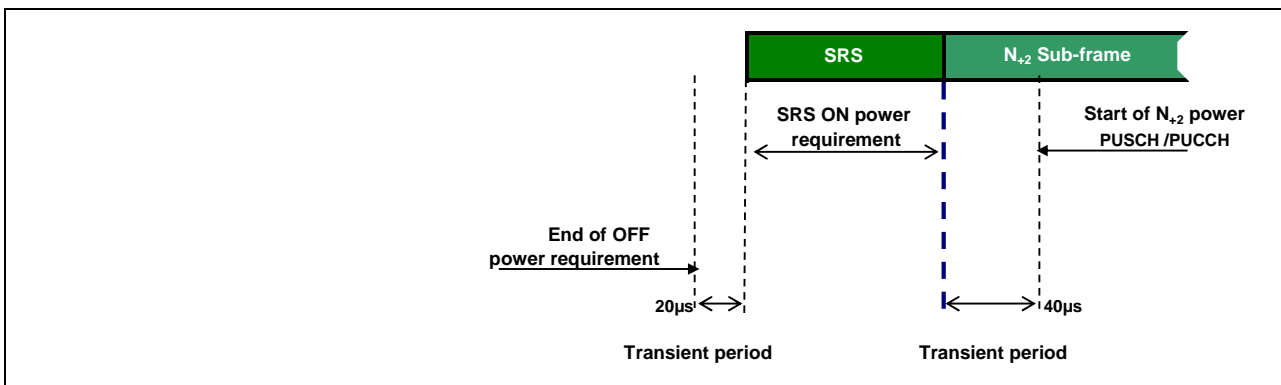 SRS
N+2 Sub-frame
SRS ON power
requirement
Start of N+2 power
PUSCH /PUCCH
End of OFF
power requirement
20µs
40µs
Transient period
Transient period